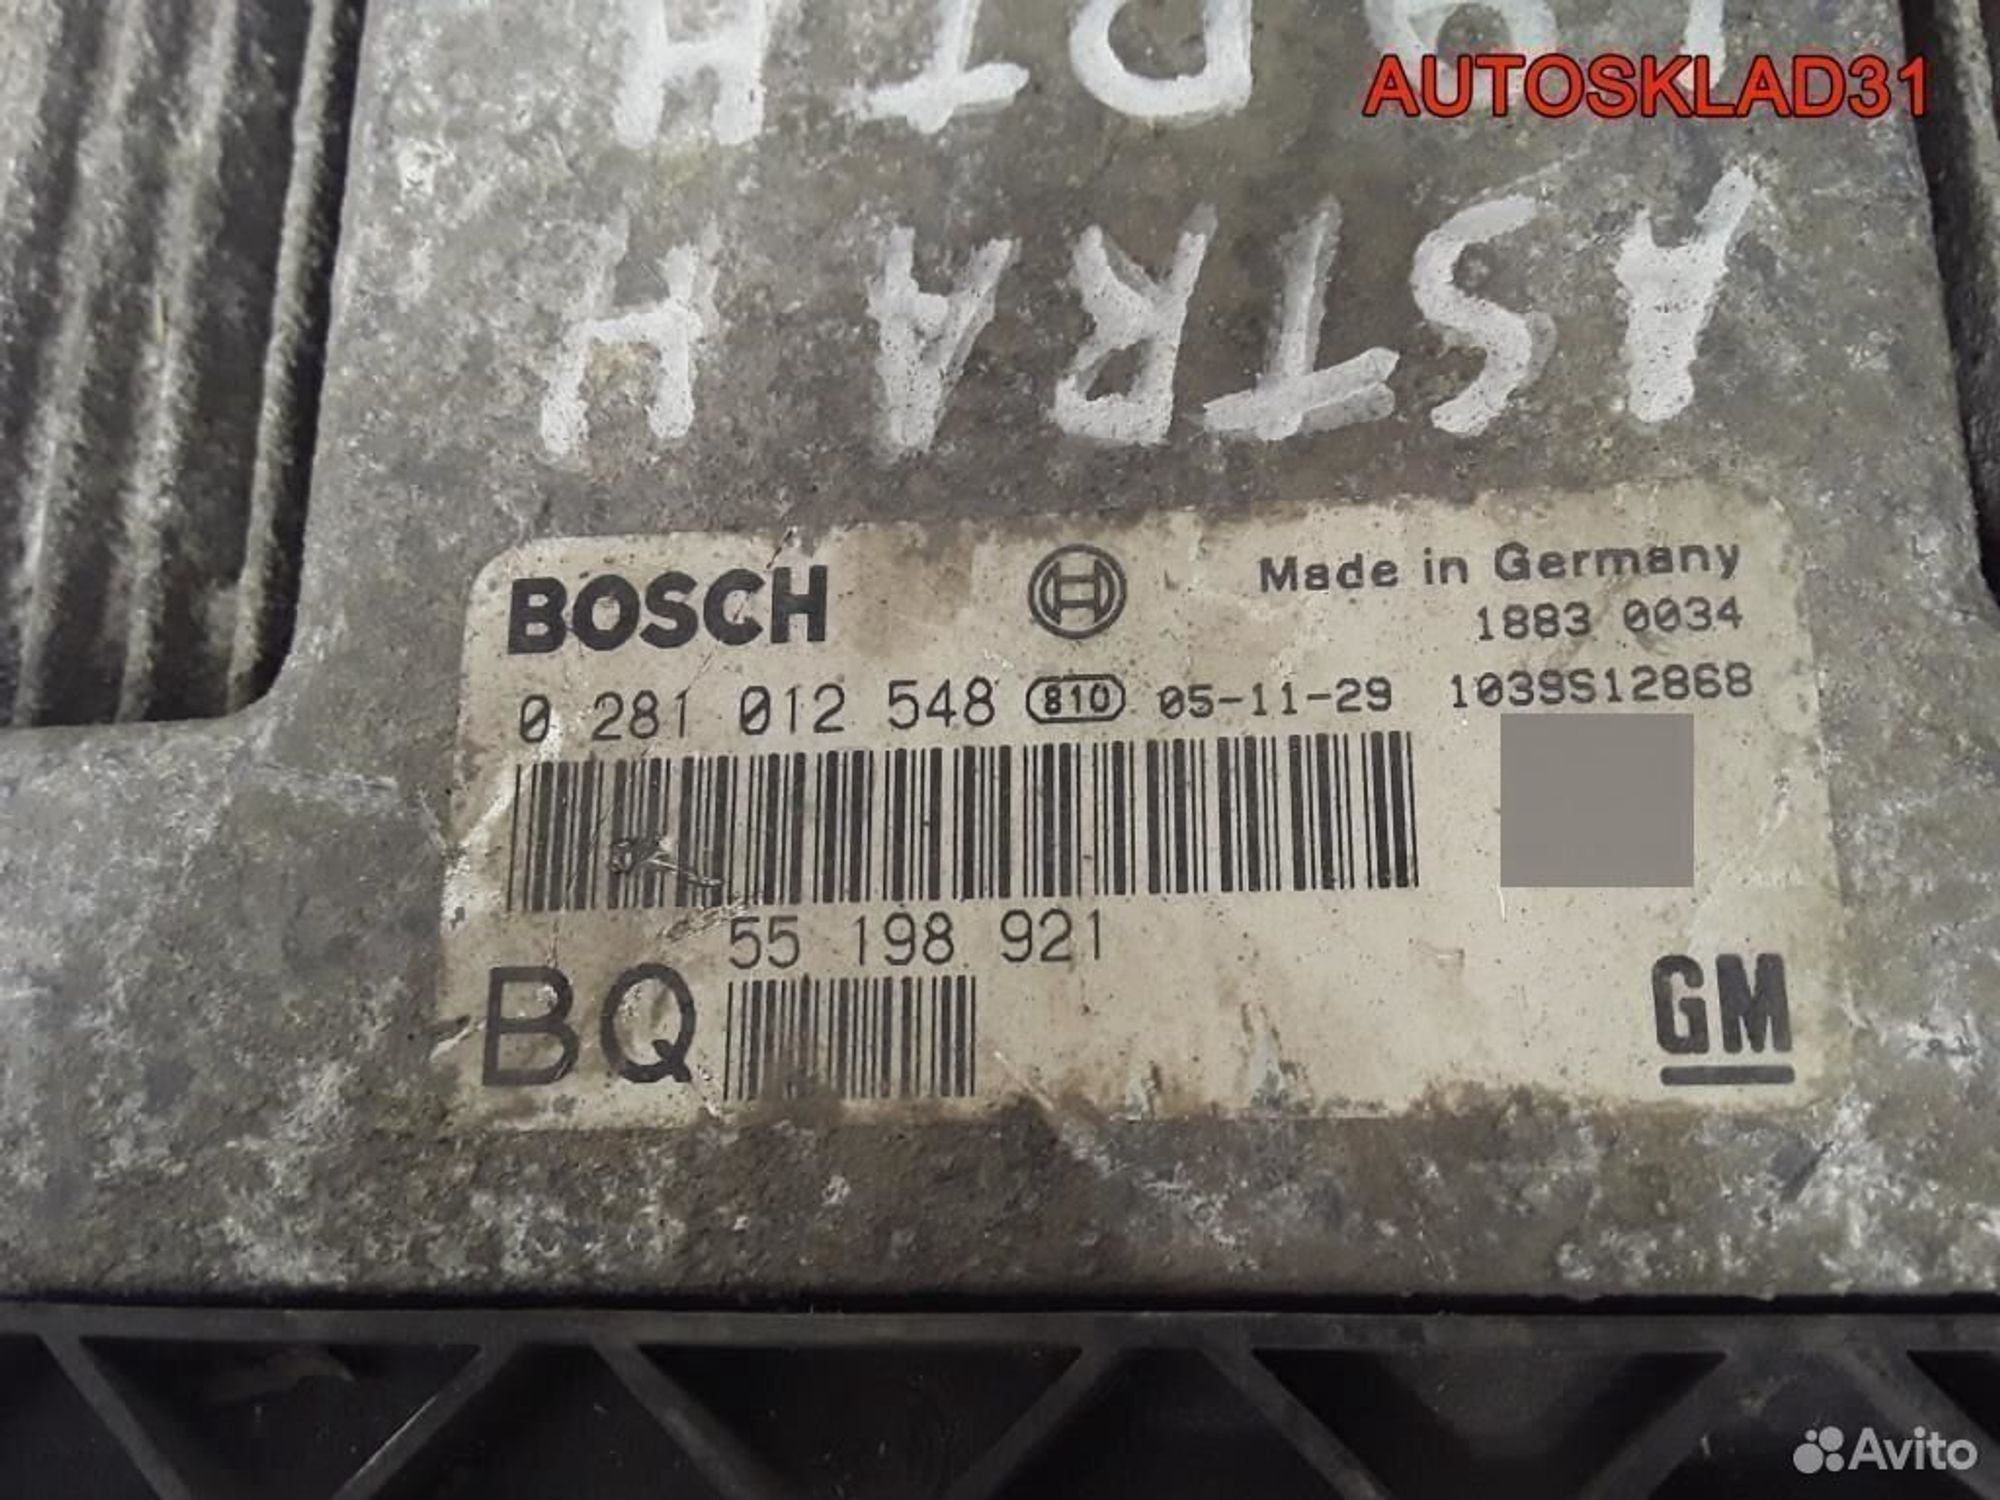 AUTOSKLAD31
ASTRA H
BOSCH
Made in Germany
1883 0034
0 281 012 548 810 05-11-29 1039S12868
55 198 921
BQ
GM
Avito